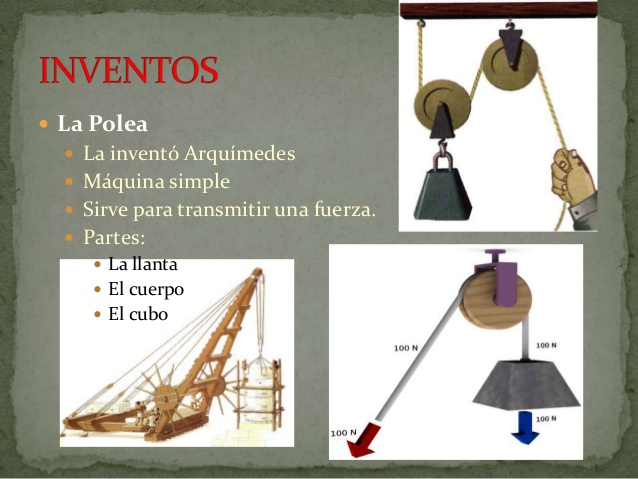 INVENTOS
La Polea
La inventó Arquímedes
Máquina simple
Sirve para transmitir una fuerza.
Partes:
La llanta
El cuerpo
El cubo
100 N
100 N
100 N
100 N